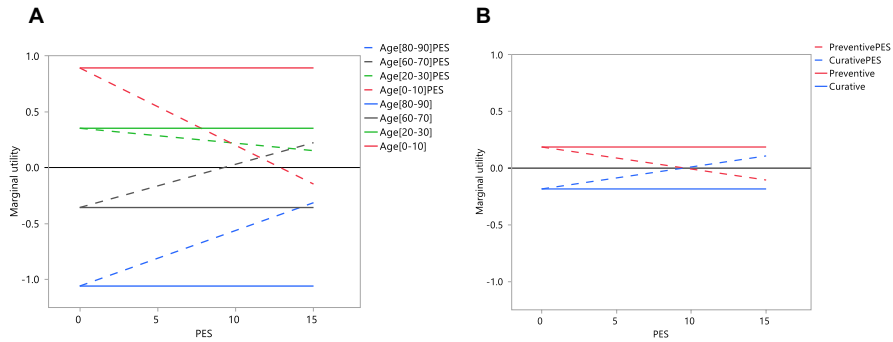 A
Marginal utility
1.0
0.5
0.0
-0.5
-1.0
0
5
10
15
PES
Age[80-90]PES
Age[60-70]PES
Age[20-30]PES
Age[0-10]PES
Age[80-90]
Age[60-70]
Age[20-30]
Age[0-10]
B
Marginal utility
1.0
0.5
0.0
-0.5
-1.0
0
5
10
15
PES
PreventivePES
CurativePES
Preventive
Curative